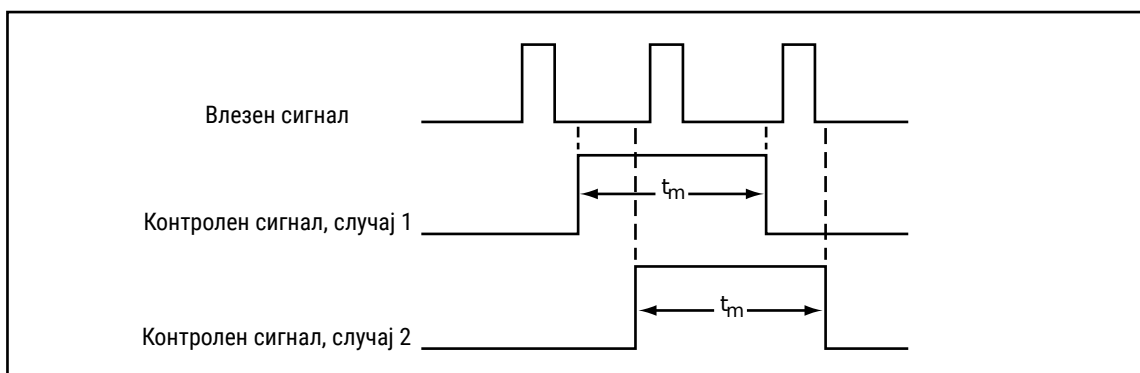 Влезен сигнал
tm
Контролен сигнал, случај 1
tm
Контролен сигнал, случај 2